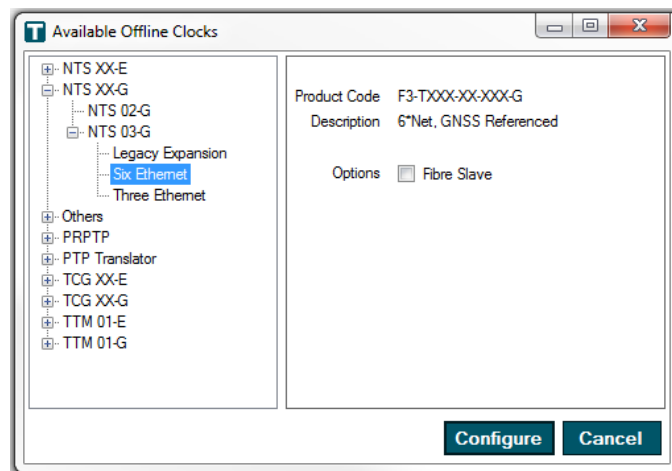 T Available Offline Clocks
NTS XX-E
NTS XX-G
NTS 02-G
NTS 03-G
Legacy Expansion
Six Ethernet
Three Ethernet
Others
PRPTP
PTP Translator
TCG XX-E
TCG XX-G
TTM 01-E
TTM 01-G
Product Code F3-TXXX-XX-XXX-G
Description 6*Net, GNSS Referenced
Options Fibre Slave
Configure Cancel